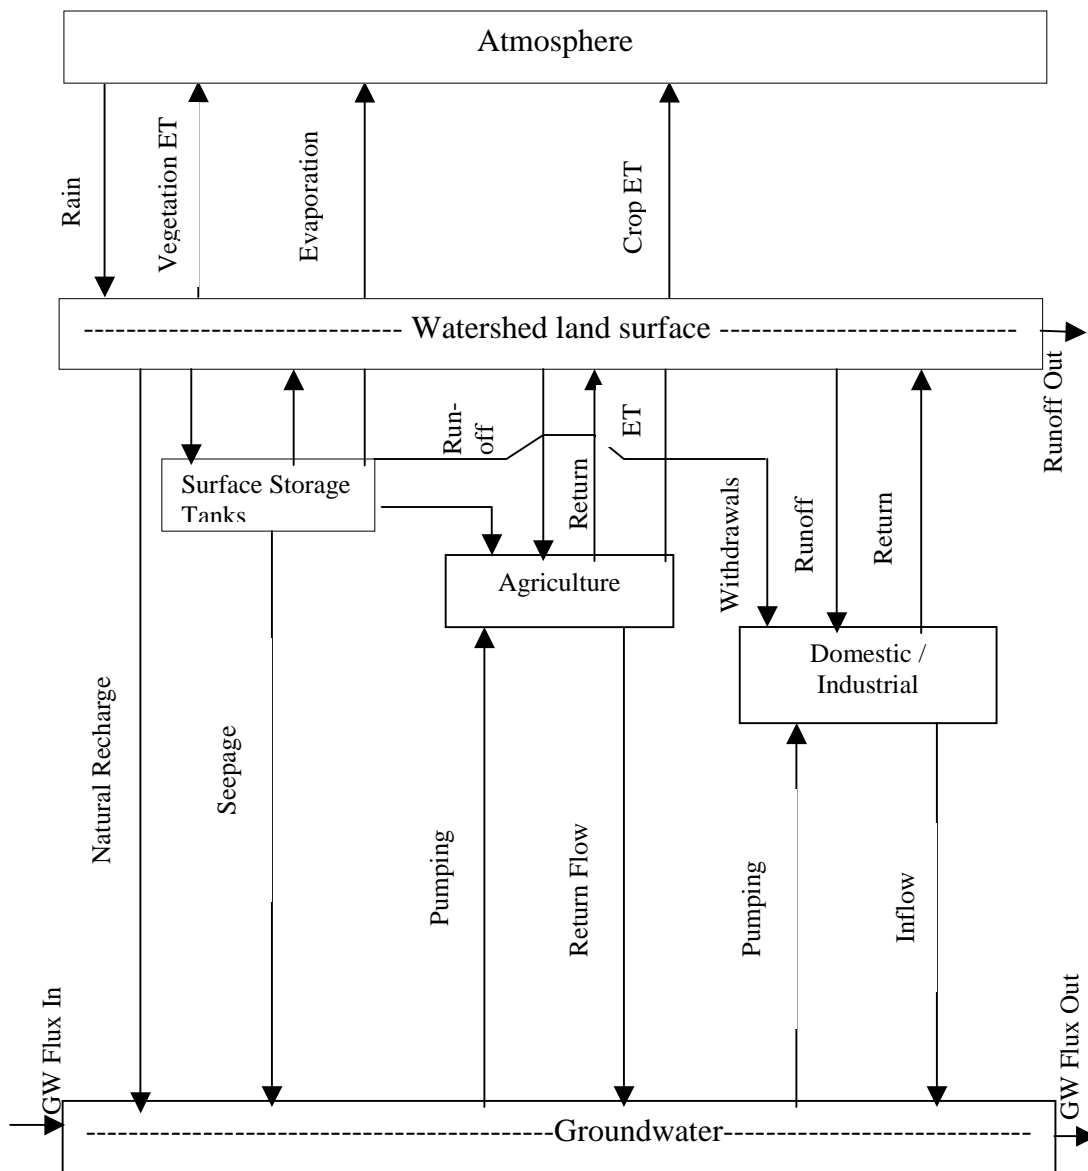 Atmosphere
Rain
Vegetation ET
Evaporation
Crop ET
Watershed land surface
Runoff Out
Run-
off
ET
Surface Storage
Tanks
Return
Withdrawals
Runoff
Return
Agriculture
Domestic /
Industrial
Natural Recharge
Seepage
Pumping
Return Flow
Pumping
Inflow
GW Flux In
GW Flux Out
Groundwater